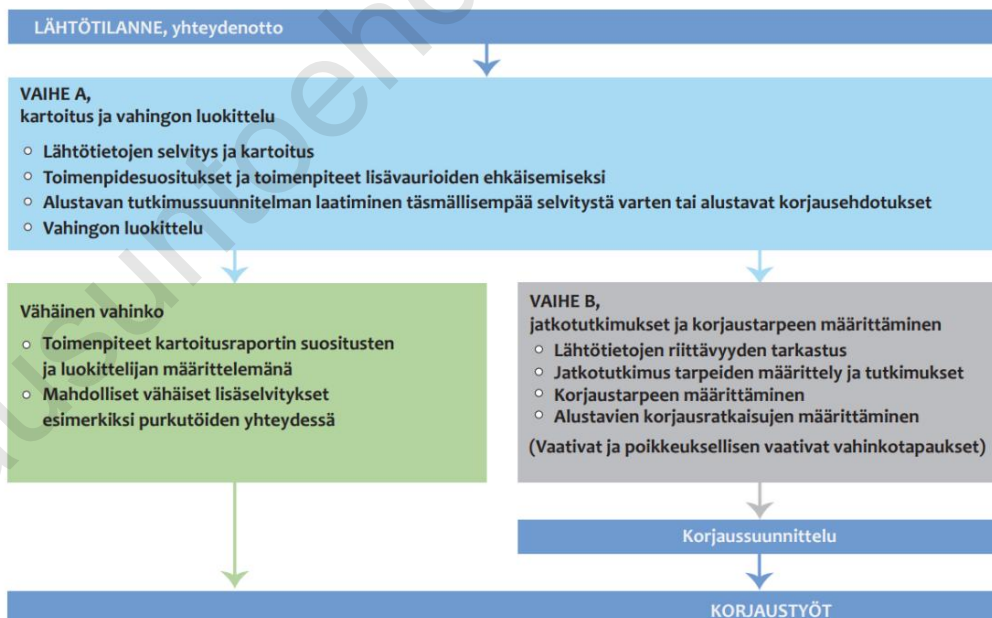 LÄHTÖTILANNE, yhteydenotto
VAIHE A,
kartoitus ja vahingon luokittelu
Lähtötietojen selvitys ja kartoitus
Toimenpidesuositukset ja toimenpiteet lisävaurioiden ehkäisemiseksi
Alustavan tutkimussuunnitelman laatiminen täsmällisempää selvitystä varten tai alustavat korjausehdotukset
Vahingon luokittelu
Vähäinen vahinko
Toimenpiteet kartoitusraportin suositusten
ja luokittelijan määrittelemänä
Mahdolliset vähäiset lisäselvitykset
esimerkiksi purkutöiden yhteydessä
VAIHE B,
jatkotutkimukset ja korjaustarpeen määrittäminen
Lähtötietojen riittävyyden tarkastus
Jatkotutkimus tarpeiden määrittely ja tutkimukset
Korjaustarpeen määrittäminen
Alustavien korjausratkaisujen määrittäminen
(Vaativat ja poikkeuksellisen vaativat vahinkotapaukset)
Korjaussuunnittelu
KORJAUSTYÖT